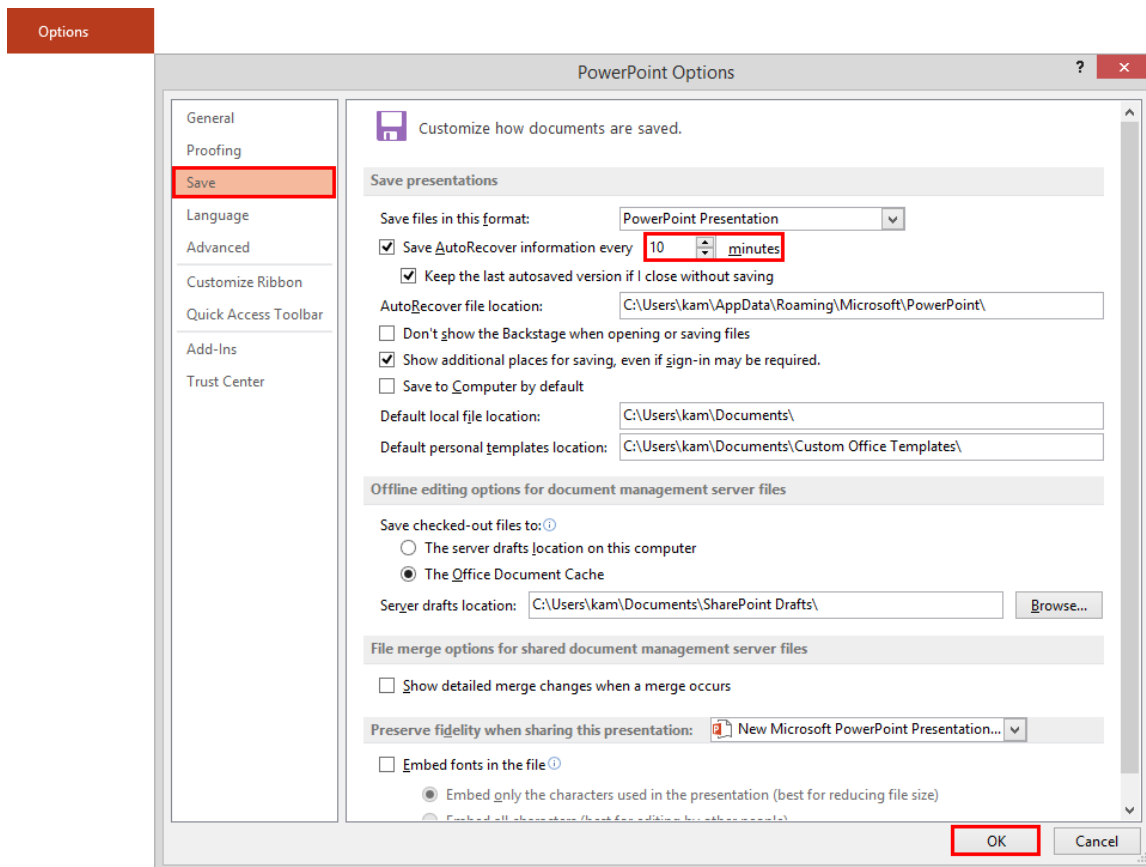 Options
PowerPoint Options
?
General
Proofing
Save
Language
Advanced
Customize Ribbon
Quick Access Toolbar
Add-Ins
Trust Center
Customize how documents are saved.
Save presentations
Save files in this format: PowerPoint Presentation
Save AutoRecover information every 10 minutes
Keep the last autosaved version if I close without saving
AutoRecover file location: C:\Users\kam\AppData\Roaming\Microsoft\PowerPoint\
Don't show the Backstage when opening or saving files
Show additional places for saving, even if sign-in may be required.
Save to Computer by default
Default local file location: C:\Users\kam\Documents\
Default personal templates location: C:\Users\kam\Documents\Custom Office Templates\
Offline editing options for document management server files
Save checked-out files to:
The server drafts location on this computer
The Office Document Cache
Server drafts location: C:\Users\kam\Documents\SharePoint Drafts\ Browse...
File merge options for shared document management server files
Show detailed merge changes when a merge occurs
Preserve fidelity when sharing this presentation: New Microsoft PowerPoint Presentation...
Embed fonts in the file
Embed only the characters used in the presentation (best for reducing file size)
Embed all characters (best for editing by other people)
OK Cancel